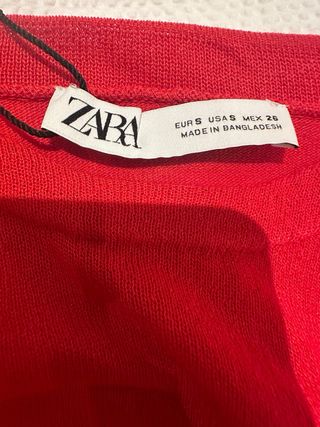 ZARA
EUR S USA S MEX 26
MADE IN BANGLADESH